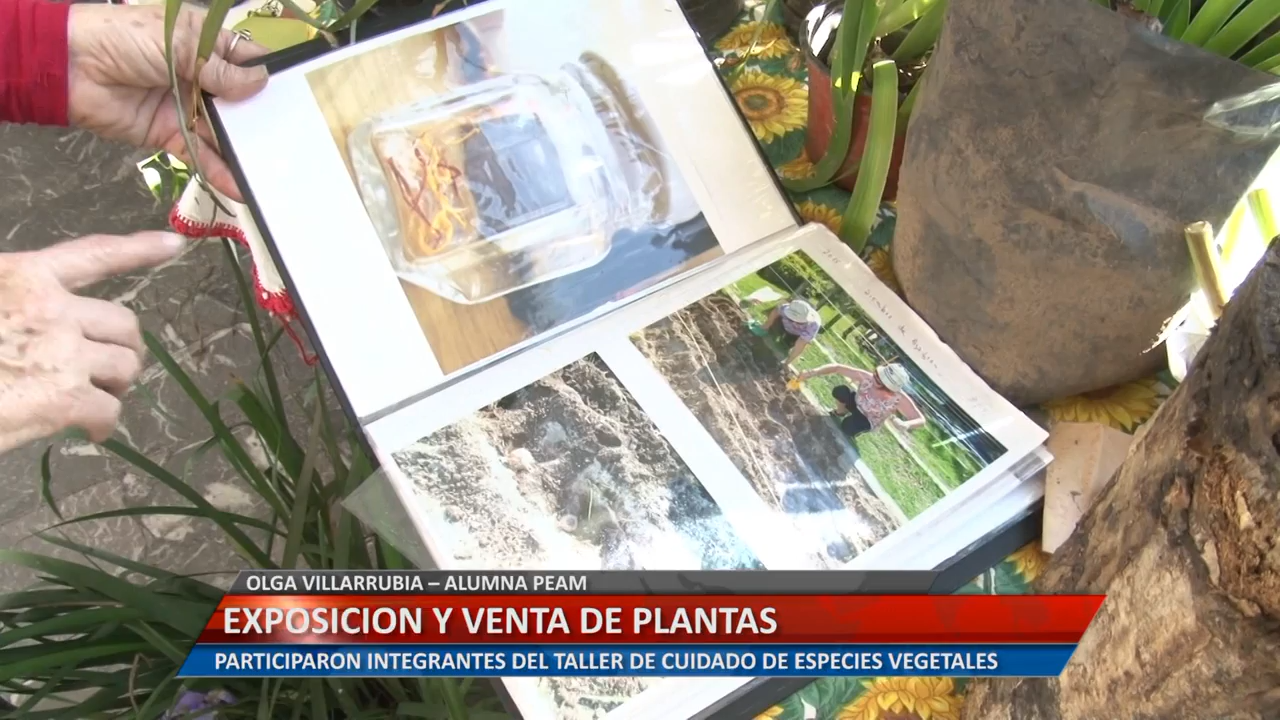 OLGA VILLARRUBIA – ALUMNA PEAM
EXPOSICION Y VENTA DE PLANTAS
PARTICIPARON INTEGRANTES DEL TALLER DE CUIDADO DE ESPECIES VEGETALES